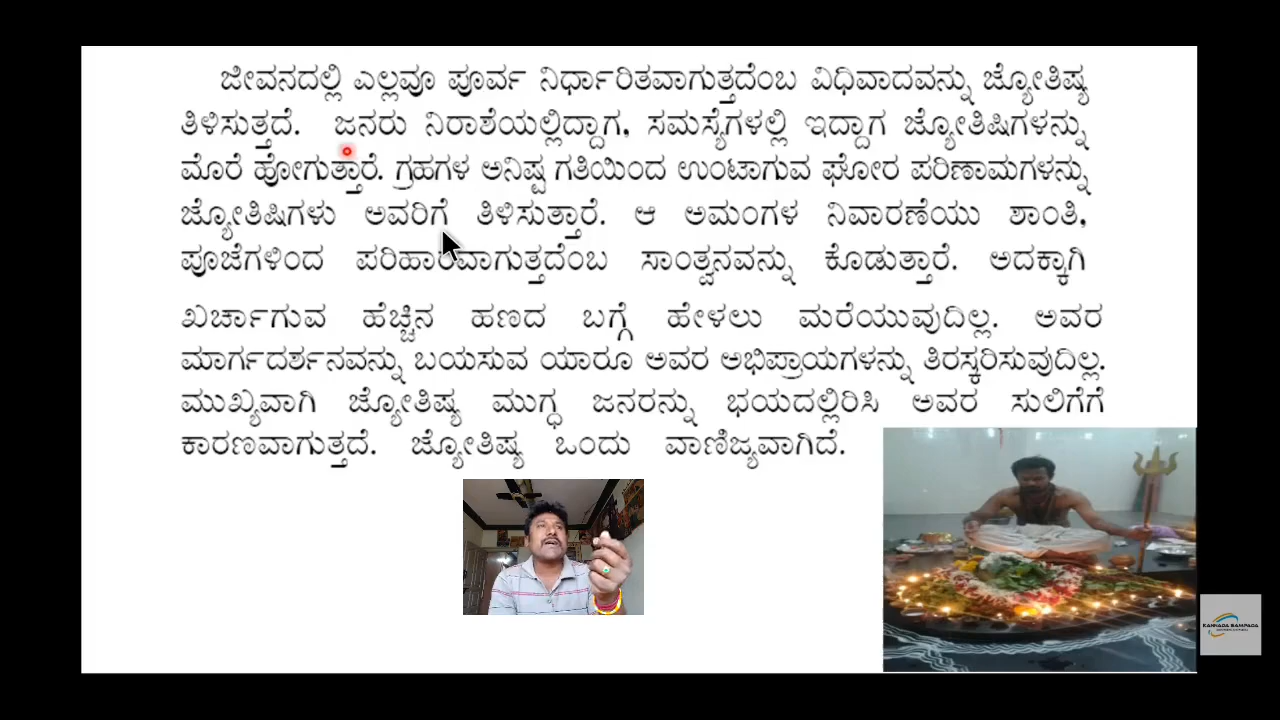 ಜೀವನದಲ್ಲಿ ಎಲ್ಲವೂ ಪೂರ್ವ ನಿರ್ಧಾರಿತವಾಗುತ್ತದೆಂಬ ವಿಧಿವಾದವನ್ನು ಜ್ಯೋತಿಷ್ಯ
ತಿಳಿಸುತ್ತದೆ. ಜನರು ನಿರಾಶೆಯಲ್ಲಿದ್ದಾಗ, ಸಮಸ್ಯೆಗಳಲ್ಲಿ ಇದ್ದಾಗ ಜ್ಯೋತಿಷಿಗಳನ್ನು
ಮೊರೆ ಹೋಗುತ್ತಾರೆ. ಗ್ರಹಗಳ ಅನಿಷ್ಟ ಗತಿಯಿಂದ ಉಂಟಾಗುವ ಘೋರ ಪರಿಣಾಮಗಳನ್ನು
ಜ್ಯೋತಿಷಿಗಳು ಅವರಿಗೆ ತಿಳಿಸುತ್ತಾರೆ. ಆ ಅಮಂಗಳ ನಿವಾರಣೆಯು ಶಾಂತಿ,
ಪೂಜೆಗಳಿಂದ ಪರಿಹಾರವಾಗುತ್ತದೆಂಬ ಸಾಂತ್ವನವನ್ನು ಕೊಡುತ್ತಾರೆ. ಅದಕ್ಕಾಗಿ
ಖರ್ಚಾಗುವ ಹೆಚ್ಚಿನ ಹಣದ ಬಗ್ಗೆ ಹೇಳಲು ಮರೆಯುವುದಿಲ್ಲ. ಅವರ
ಮಾರ್ಗದರ್ಶನವನ್ನು ಬಯಸುವ ಯಾರೂ ಅವರ ಅಭಿಪ್ರಾಯಗಳನ್ನು ತಿರಸ್ಕರಿಸುವುದಿಲ್ಲ.
ಮುಖ್ಯವಾಗಿ ಜ್ಯೋತಿಷ್ಯ ಮುಗ್ಧ ಜನರನ್ನು ಭಯದಲ್ಲಿರಿಸಿ ಅವರ ಸುಲಿಗೆಗೆ
ಕಾರಣವಾಗುತ್ತದೆ. ಜ್ಯೋತಿಷ್ಯ ಒಂದು ವಾಣಿಜ್ಯವಾಗಿದೆ.
KANNADA SAMPADA